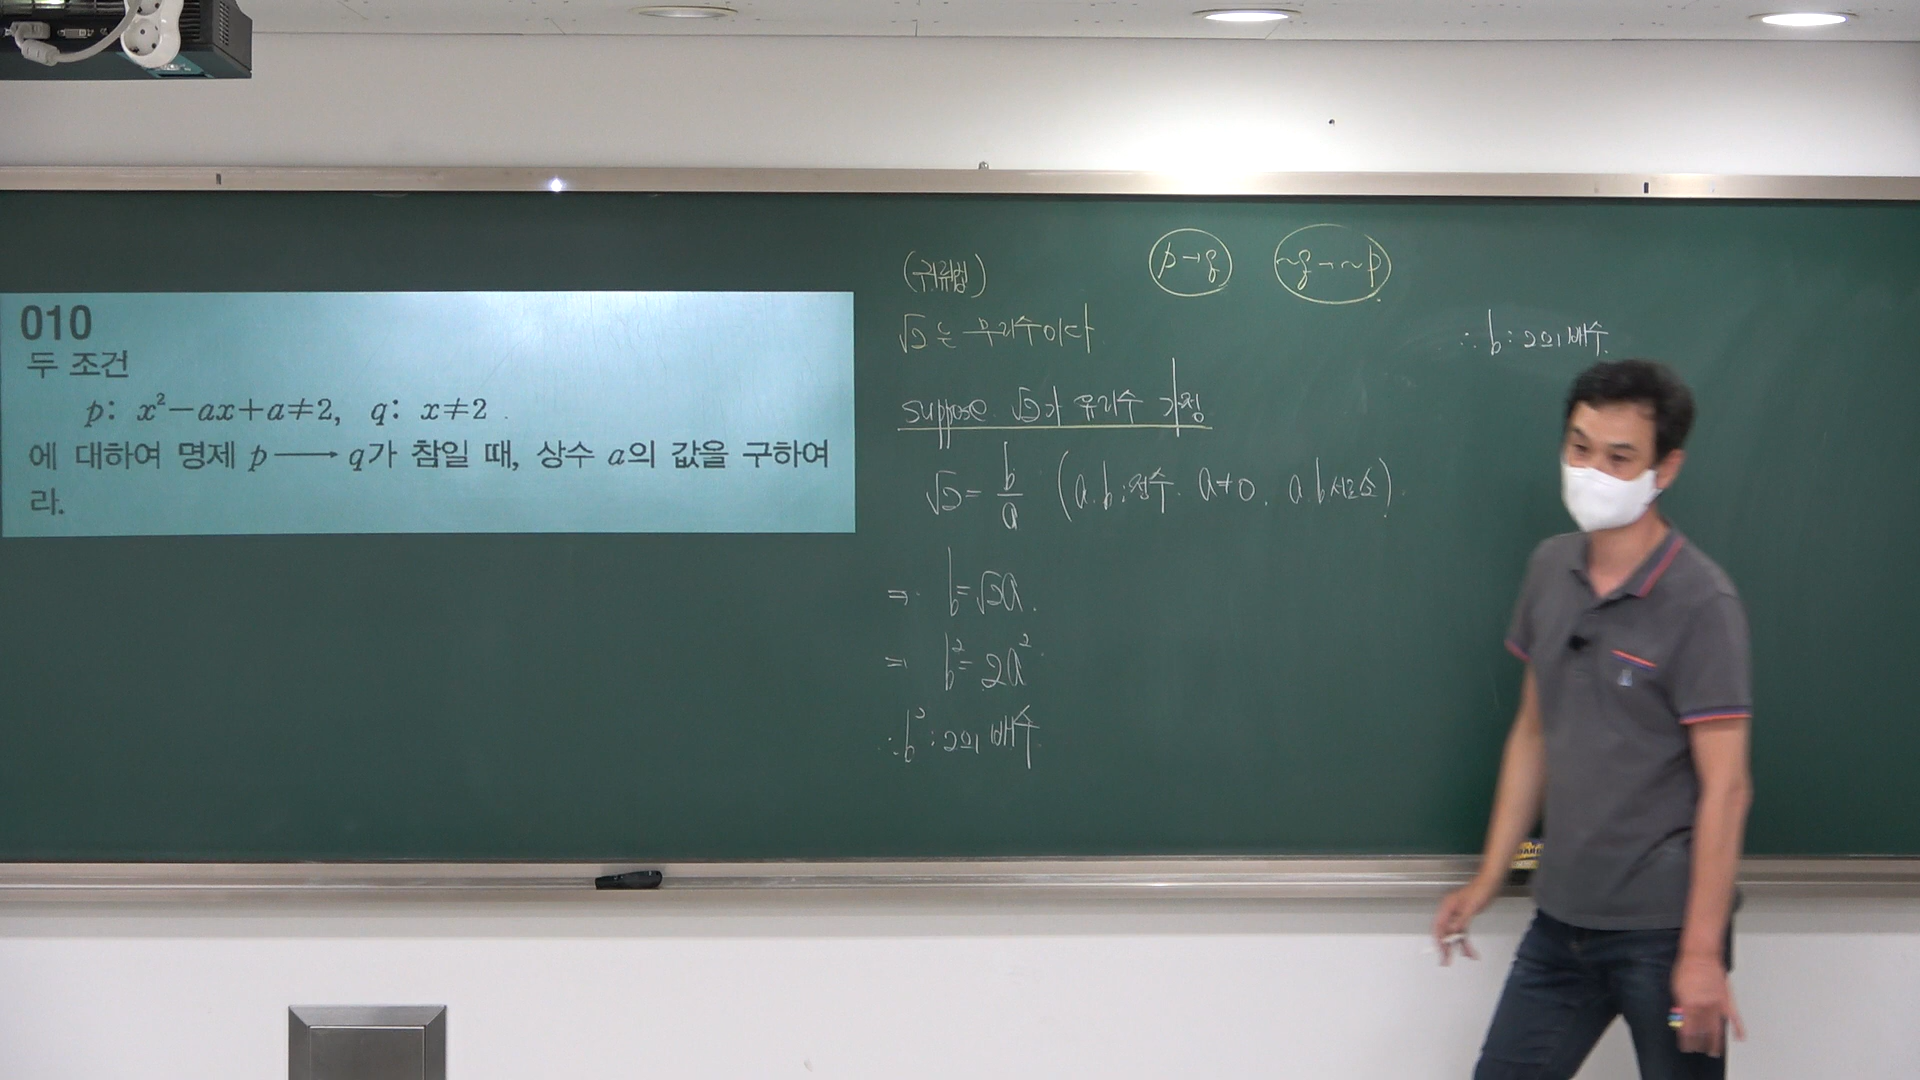 010
두 조건
p: x²-ax+a≠2, q: x≠2
에 대하여 명제 p⟶q가 참일 때, 상수 a의 값을 구하여
라.
(귀류법)
p→q
~q→~p
√2는 무리수이다
suppose. √2가 유리수 가정
√2 = b/a (a.b:정수. a≠0. a.b서로소).
⇒ b=√2a.
⇒ b²=2a²
∴b²:2의 배수
∴b:2의 배수.